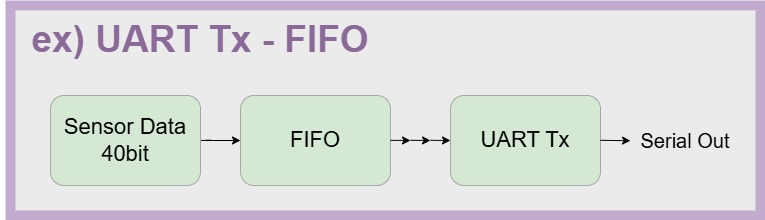 ex) UART Tx - FIFO
Sensor Data
40bit
FIFO
UART Tx
Serial Out